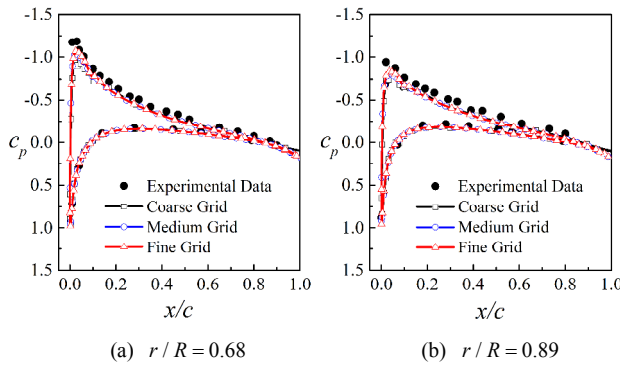 -1.5
-1.0
-0.5
0.0
0.5
1.0
1.5
c_p
Experimental Data
Coarse Grid
Medium Grid
Fine Grid
0.0 0.2 0.4 0.6 0.8 1.0
x/c
(a) r / R = 0.68
-1.5
-1.0
-0.5
0.0
0.5
1.0
1.5
c_p
Experimental Data
Coarse Grid
Medium Grid
Fine Grid
0.0 0.2 0.4 0.6 0.8 1.0
x/c
(b) r / R = 0.89